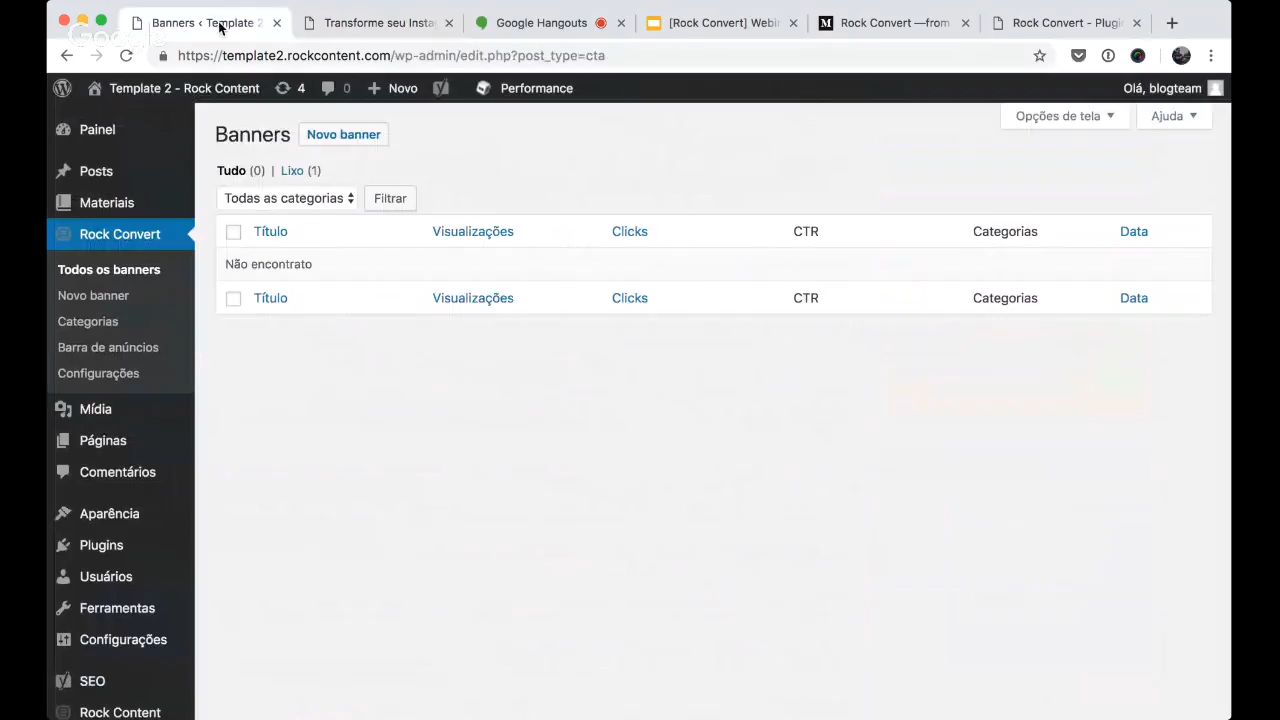 Banners ‹ Template 2
Transforme seu Insta
Google Hangouts
[Rock Convert] Webi
M
Rock Convert —from
Rock Convert - Plugin
Google
https://template2.rockcontent.com/wp-admin/edit.php?post_type=cta
Template 2 - Rock Content
4
0
Novo
Performance
Olá, blogteam
Painel
Posts
Materiais
Rock Convert
Todos os banners
Novo banner
Categorias
Barra de anúncios
Configurações
Mídia
Páginas
Comentários
Aparência
Plugins
Usuários
Ferramentas
Configurações
SEO
Rock Content
Opções de tela
Ajuda
Banners
Novo banner
Tudo (0) | Lixo (1)
Todas as categorias
Filtrar
Título Visualizações Clicks CTR Categorias Data
Não encontrato
Título Visualizações Clicks CTR Categorias Data